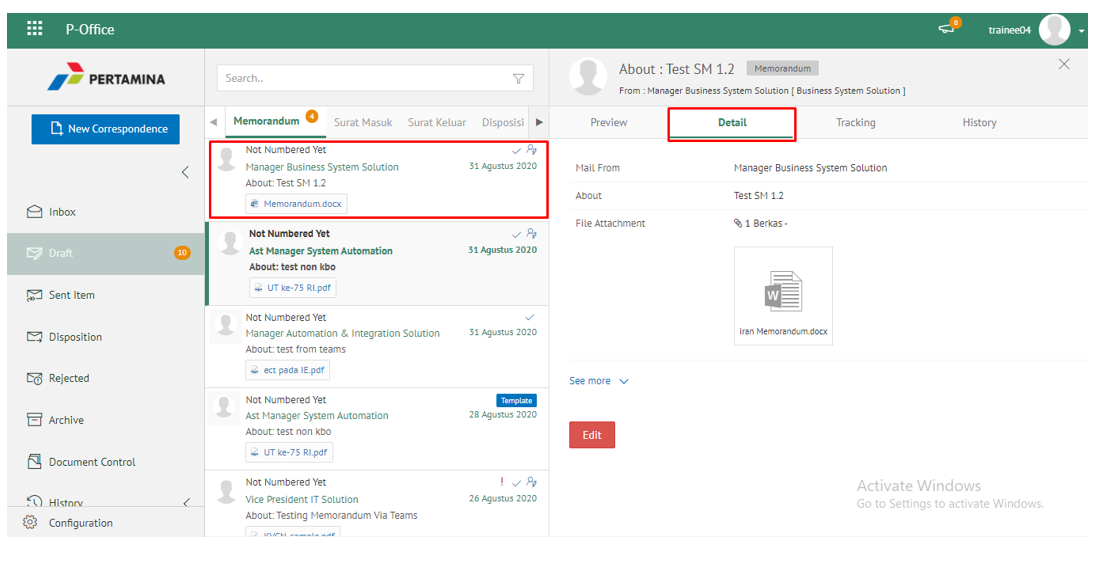 P-Office
0
trainee04
PERTAMINA
Search..
About : Test SM 1.2 Memorandum
From : Manager Business System Solution [ Business System Solution ]
New Correspondence
Memorandum 4 Surat Masuk Surat Keluar Disposisi
Preview Detail Tracking History
Inbox
Draft 10
Sent Item
Disposition
Rejected
Archive
Document Control
History
Configuration
Not Numbered Yet
Manager Business System Solution 31 Agustus 2020
About: Test SM 1.2
Memorandum.docx
Not Numbered Yet
Ast Manager System Automation 31 Agustus 2020
About: test non kbo
UT ke-75 RI.pdf
Not Numbered Yet
Manager Automation & Integration Solution 31 Agustus 2020
About: test from teams
ect pada IE.pdf
Not Numbered Yet Template
Ast Manager System Automation 28 Agustus 2020
About: test non kbo
UT ke-75 RI.pdf
Not Numbered Yet !
Vice President IT Solution 26 Agustus 2020
About: Testing Memorandum Via Teams
Mail From Manager Business System Solution
About Test SM 1.2
File Attachment 1 Berkas -
W
iran Memorandum.docx
See more
Edit
Activate Windows
Go to Settings to activate Windows.